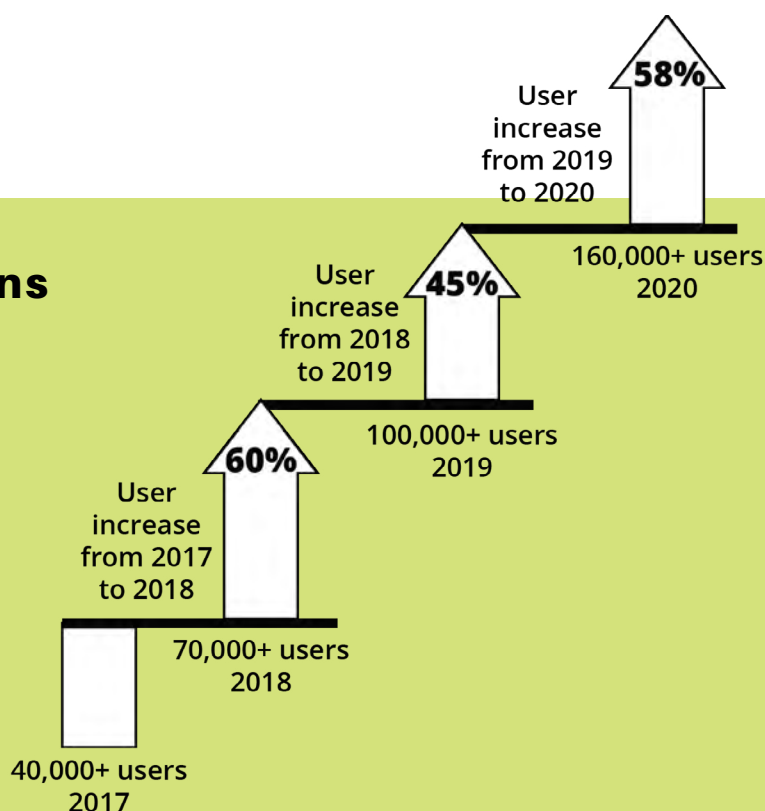 58%
User
increase
from 2019
to 2020
160,000+ users
2020
ns
45%
User
increase
from 2018
to 2019
100,000+ users
2019
60%
User
increase
from 2017
to 2018
70,000+ users
2018
40,000+ users
2017